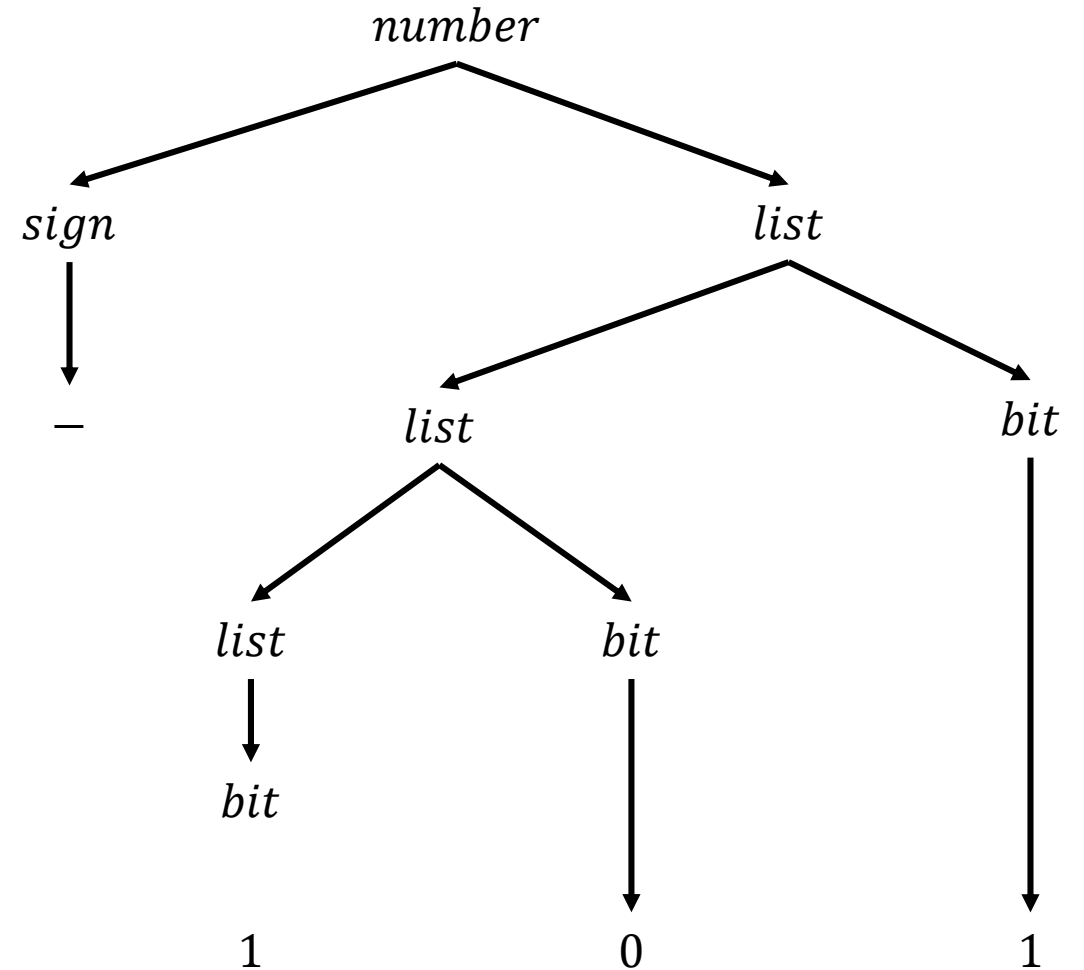 number
sign list
– list bit
list bit
bit
1 0 1